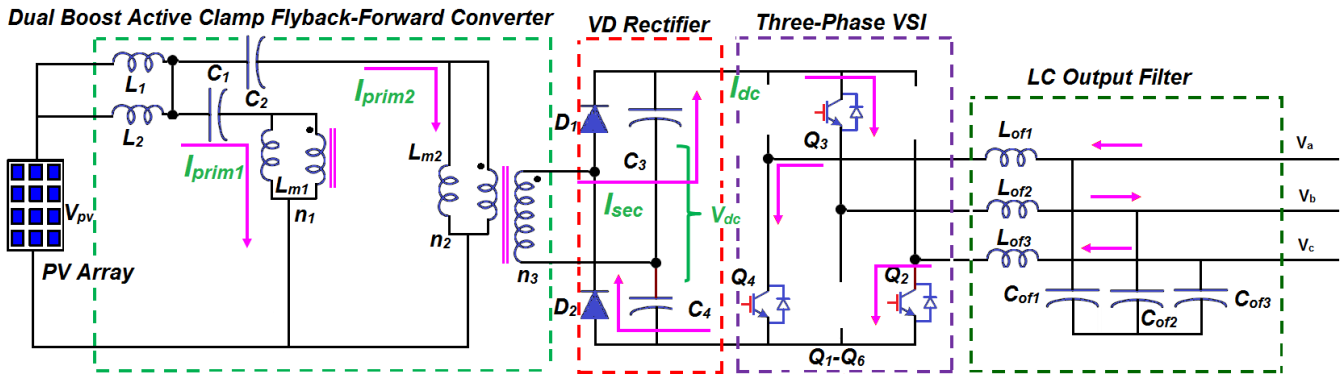 Dual Boost Active Clamp Flyback-Forward Converter
VD Rectifier
Three-Phase VSI
LC Output Filter
L1
L2
C1
C2
Iprim2
Iprim1
Lm1
n1
Lm2
n2
n3
Vpv
PV Array
D1
D2
C3
C4
Isec
Vdc
Idc
Q3
Q4
Q2
Q1-Q6
Lof1
Lof2
Lof3
Va
Vb
Vc
Cof1
Cof2
Cof3